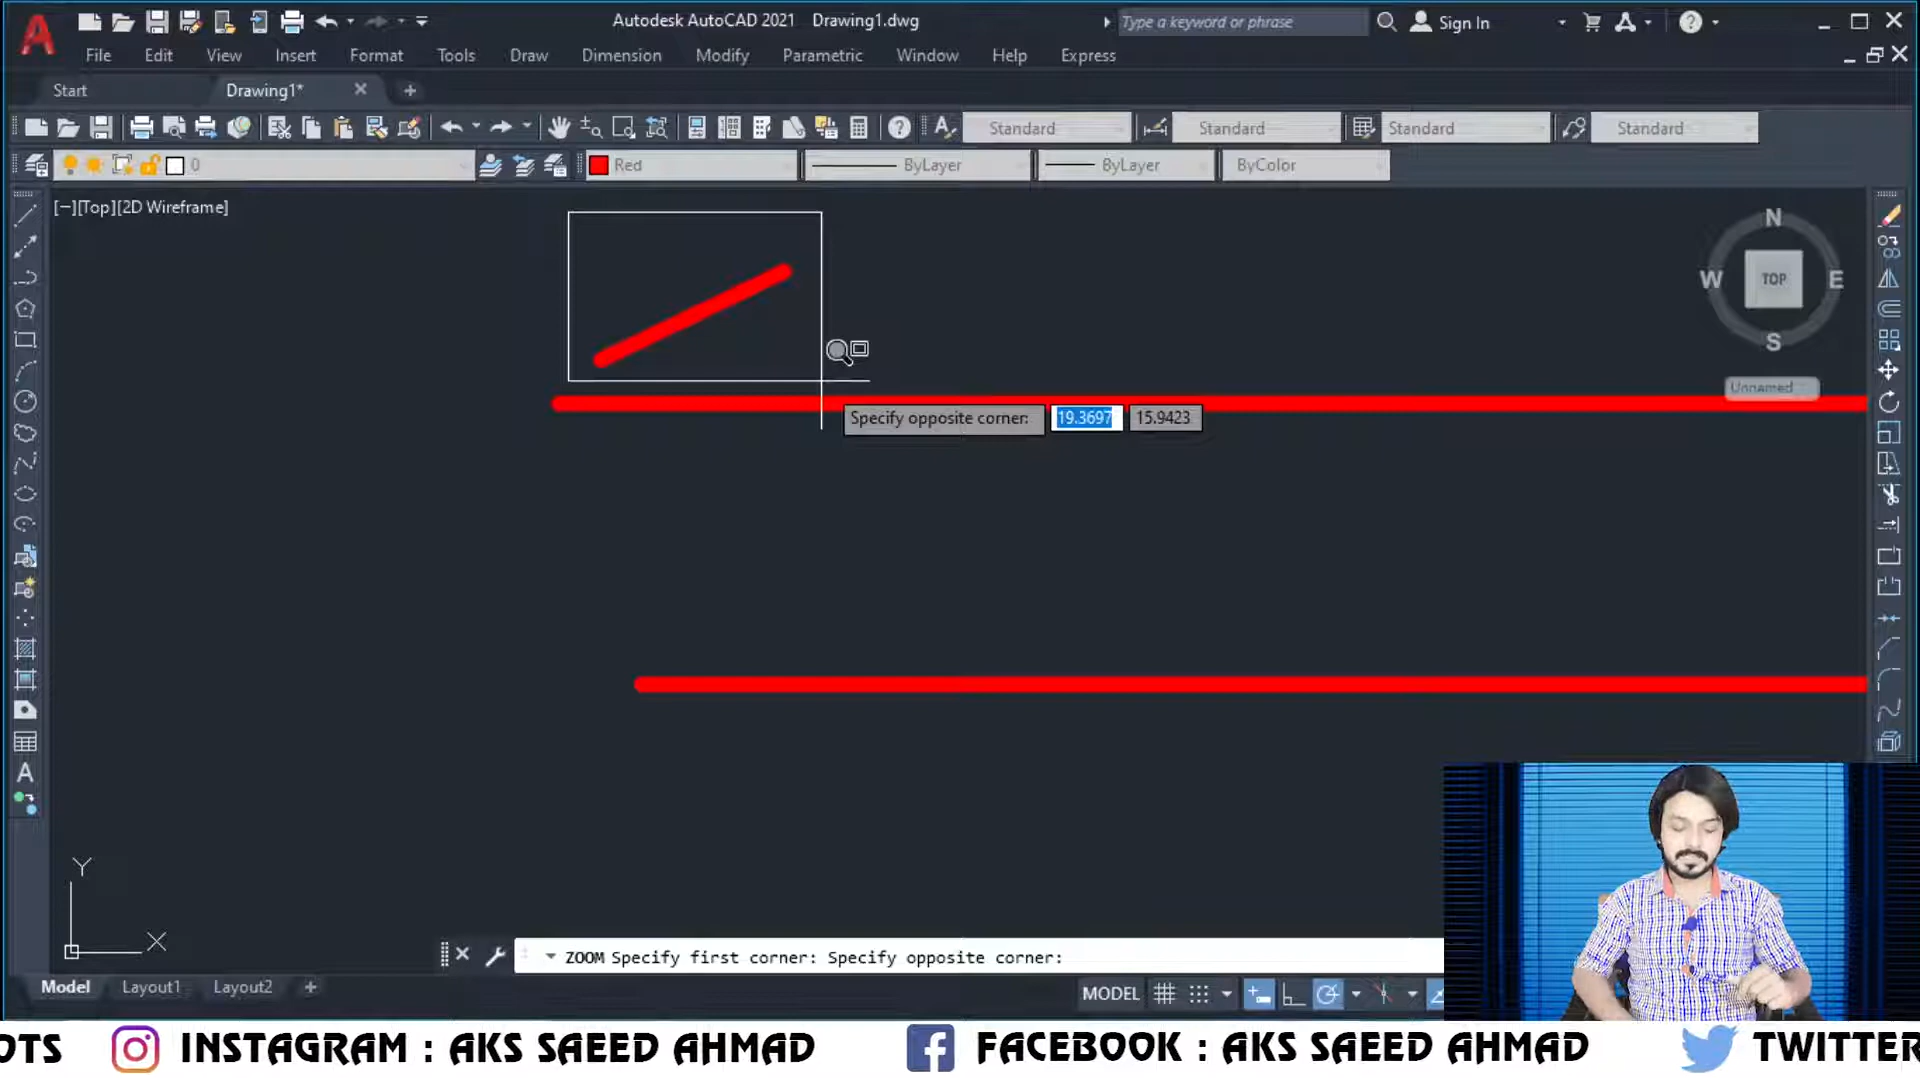 Autodesk AutoCAD 2021 Drawing1.dwg
Type a keyword or phrase
Sign In
File Edit View Insert Format Tools Draw Dimension Modify Parametric Window Help Express
Start
Drawing1*
Standard Standard Standard Standard
0 Red ByLayer ByLayer ByColor
[−][Top][2D Wireframe]
N
W TOP E
S
Unnamed
Specify opposite corner: 19.3697 15.9423
A
Y
X
ZOOM Specify first corner: Specify opposite corner:
Model Layout1 Layout2 +
MODEL
OTS INSTAGRAM : AKS SAEED AHMAD FACEBOOK : AKS SAEED AHMAD TWITTER